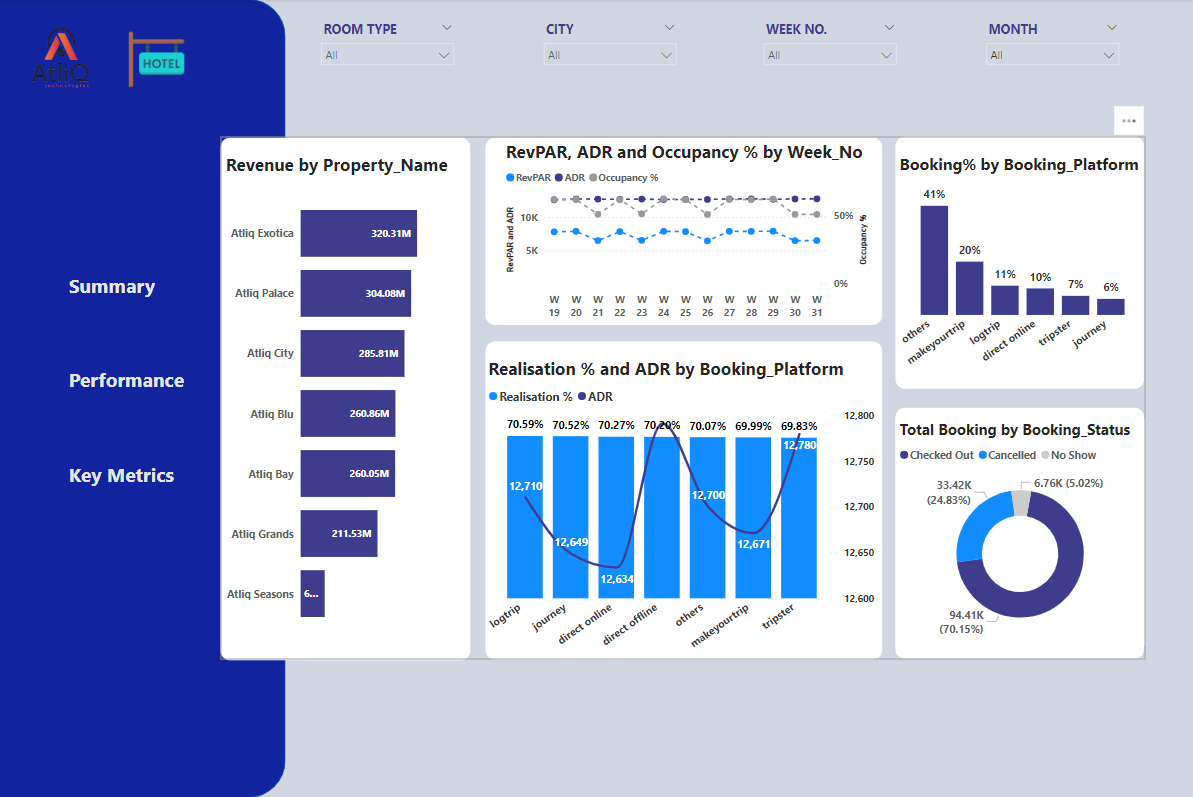 AtliQ
technologies
HOTEL
ROOM TYPE
All
CITY
All
WEEK NO.
All
MONTH
All
Summary
Performance
Key Metrics
Revenue by Property_Name
Atliq Exotica 320.31M
Atliq Palace 304.08M
Atliq City 285.81M
Atliq Blu 260.86M
Atliq Bay 260.05M
Atliq Grands 211.53M
Atliq Seasons 6...
RevPAR, ADR and Occupancy % by Week_No
RevPAR ADR Occupancy %
RevPAR and ADR
10K
5K
50%
0%
Occupancy %
W W W W W W W W W W W W W
19 20 21 22 23 24 25 26 27 28 29 30 31
Realisation % and ADR by Booking_Platform
Realisation % ADR
70.59% 70.52% 70.27% 70.20% 70.07% 69.99% 69.83%
12,710 12,649 12,634 12,700 12,671 12,780
12,800
12,750
12,700
12,650
12,600
logtrip journey direct online direct offline others makeyourtrip tripster
Booking% by Booking_Platform
41% 20% 11% 10% 7% 6%
others makeyourtrip logtrip direct online tripster journey
Total Booking by Booking_Status
Checked Out Cancelled No Show
6.76K (5.02%)
33.42K
(24.83%)
94.41K
(70.15%)